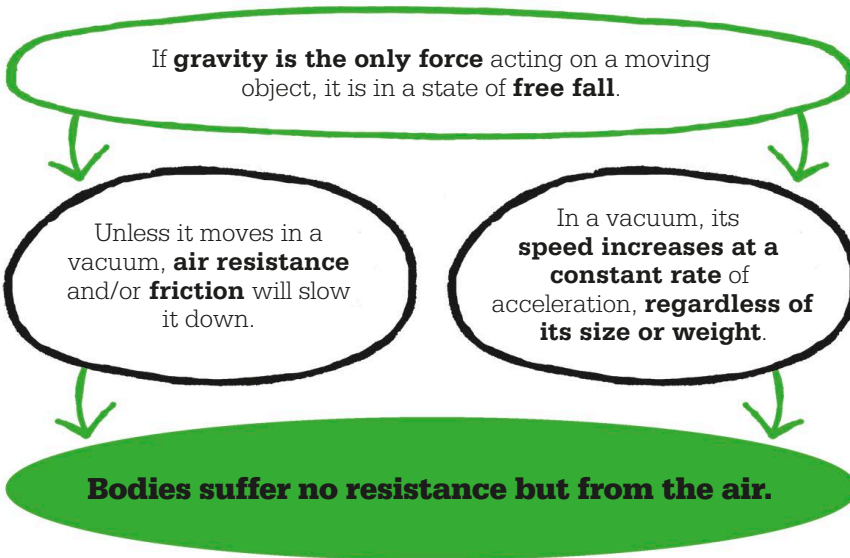 If gravity is the only force acting on a moving
object, it is in a state of free fall.
Unless it moves in a
vacuum, air resistance
and/or friction will slow
it down.
In a vacuum, its
speed increases at a
constant rate of
acceleration, regardless of
its size or weight.
Bodies suffer no resistance but from the air.